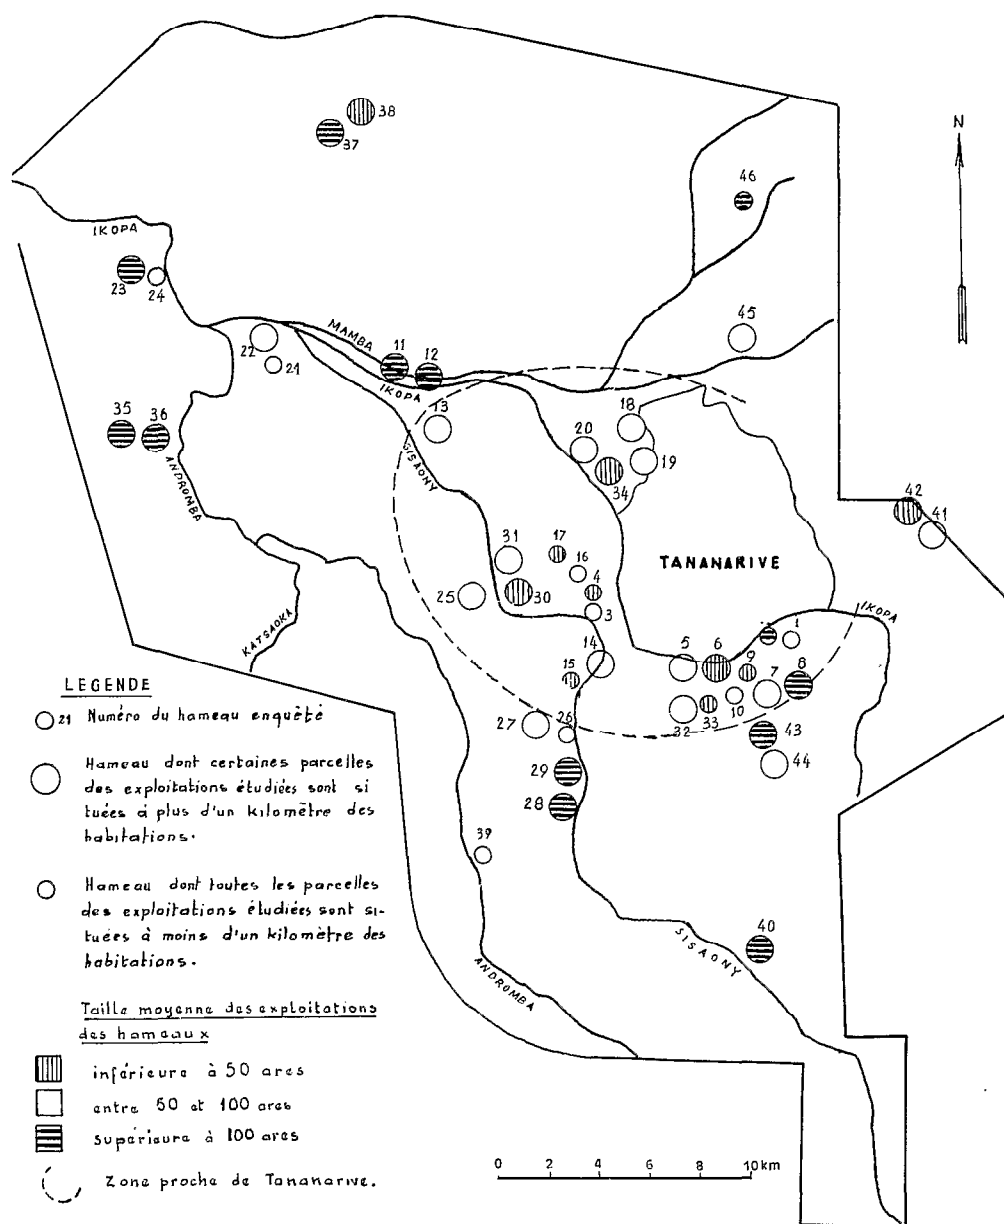 38
37
N
46
IKOPA
23
24
45
MAMBA
11
12
22
21
IKOPA
13
18
20
19
35
36
SISAONY
34
ANDROMBA
42
41
31
17
16
TANANARIVE
4
25
30
3
IKOPA
KATSAOKA
14
5
6
1
9
7
8
15
10
LEGENDE
21 Numéro du hameau enquêté
27
26
32
33
43
Hameau dont certaines parcelles
des exploitations étudiées sont si
tuées à plus d'un kilomètre des
habitations.
29
44
28
39
Hameau dont toutes les parcelles
des exploitations étudiées sont si-
tuées à moins d'un kilomètre des
habitations.
40
SISAONY
ANDROMBA
Taille moyenne des exploitations
des hameaux
inférieure à 50 ares
entre 50 et 100 ares
supérieure à 100 ares
Zone proche de Tananarive.
0 2 4 6 8 10 km